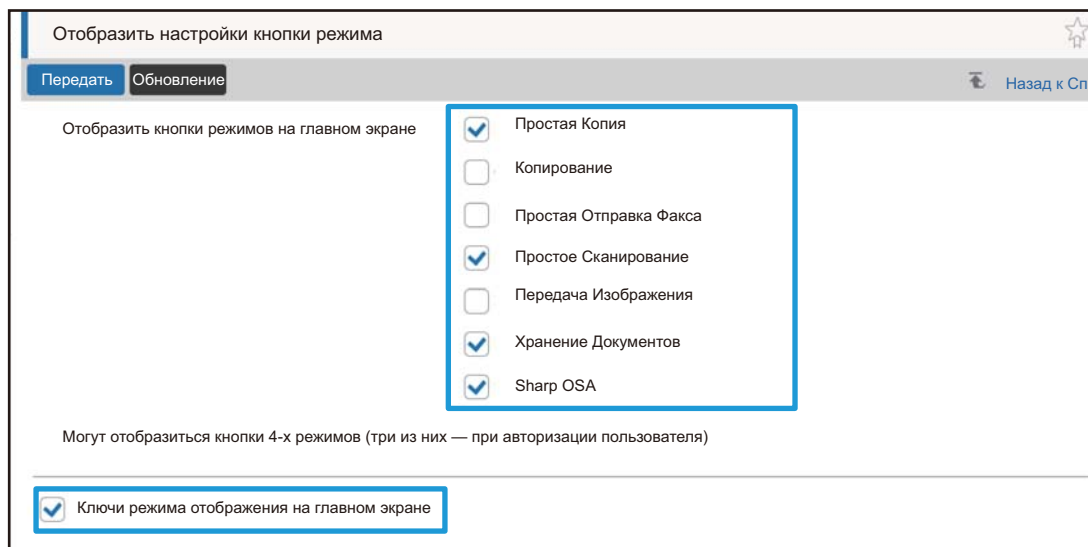 Отобразить настройки кнопки режима
Передать Обновление Назад к Сп
Отобразить кнопки режимов на главном экране
Простая Копия
Копирование
Простая Отправка Факса
Простое Сканирование
Передача Изображения
Хранение Документов
Sharp OSA
Могут отобразиться кнопки 4-х режимов (три из них — при авторизации пользователя)
Ключи режима отображения на главном экране